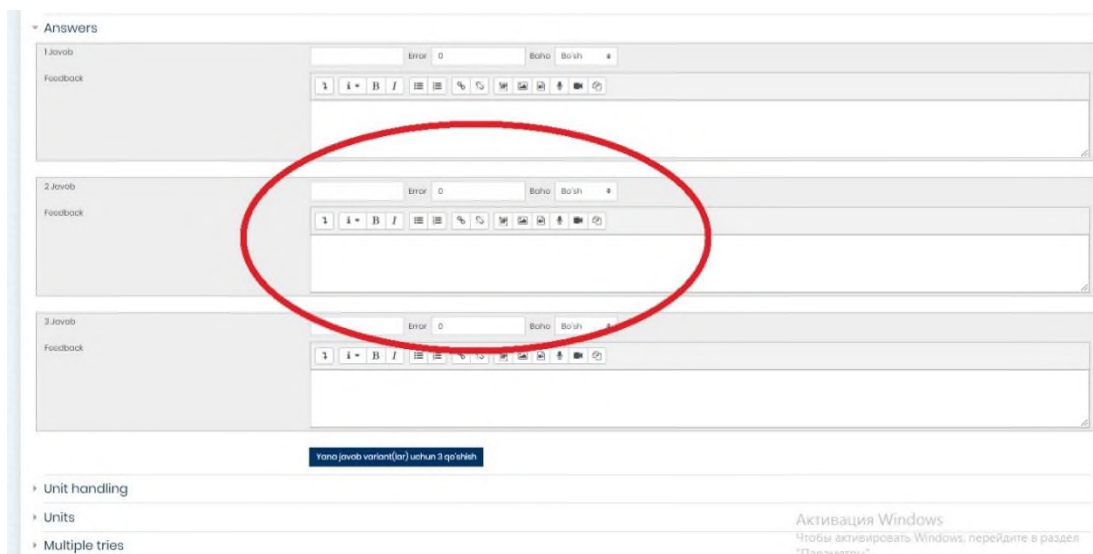 Answers
1 Javob Error 0 Baho Bo'sh
Feedback
B I
2 Javob Error 0 Baho Bo'sh
Feedback
B I
3 Javob Error 0 Baho Bo'sh
Feedback
B I
Yana javob variant(lar) uchun 3 qo'shish
Unit handling
Units
Multiple tries
Активация Windows
Чтобы активировать Windows, перейдите в раздел
"Параметры".